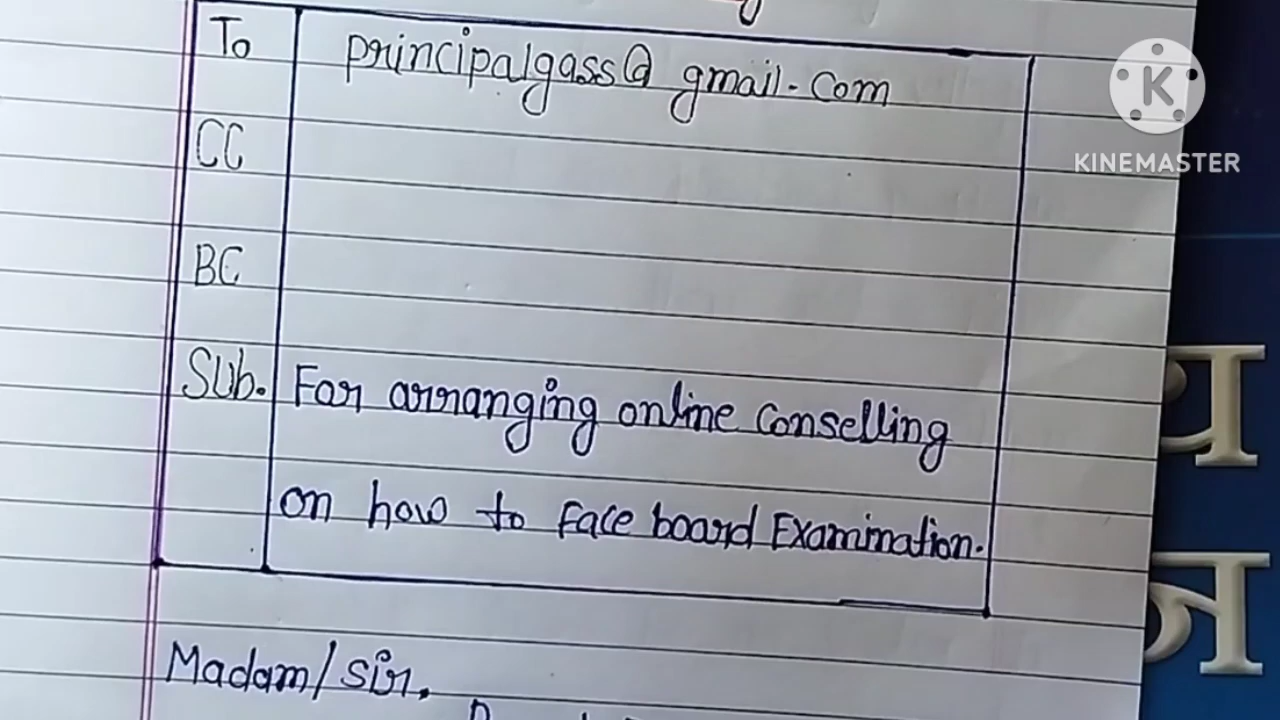 To principalgass@gmail.com
CC
BC
Sub. For arranging online conselling
on how to face board Examination.
Madam/Sir,
K
KINEMASTER